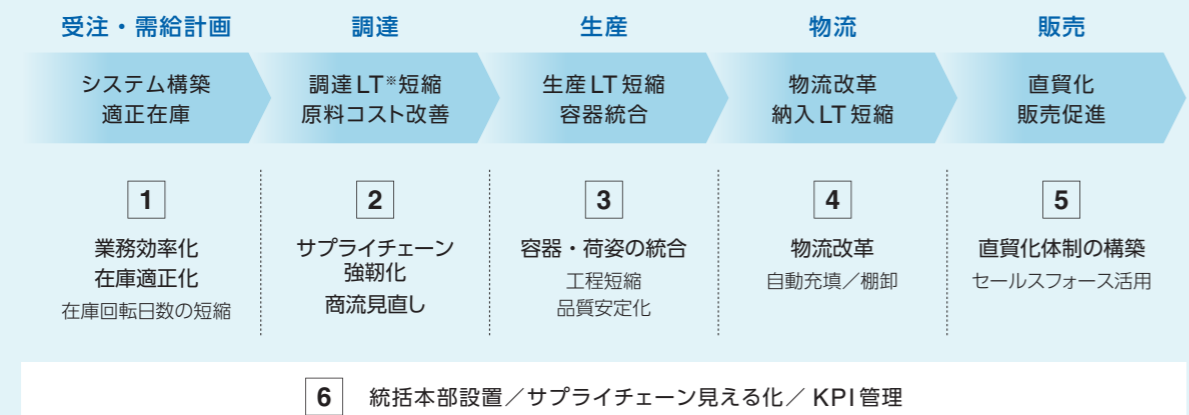 受注・需給計画
調達
生産
物流
販売
システム構築
適正在庫
調達LT※短縮
原料コスト改善
生産LT短縮
容器統合
物流改革
納入LT短縮
直貿化
販売促進
1
業務効率化
在庫適正化
在庫回転日数の短縮
2
サプライチェーン
強靭化
商流見直し
3
容器・荷姿の統合
工程短縮
品質安定化
4
物流改革
自動充填／棚卸
5
直貿化体制の構築
セールスフォース活用
6 統括本部設置／サプライチェーン見える化／KPI管理